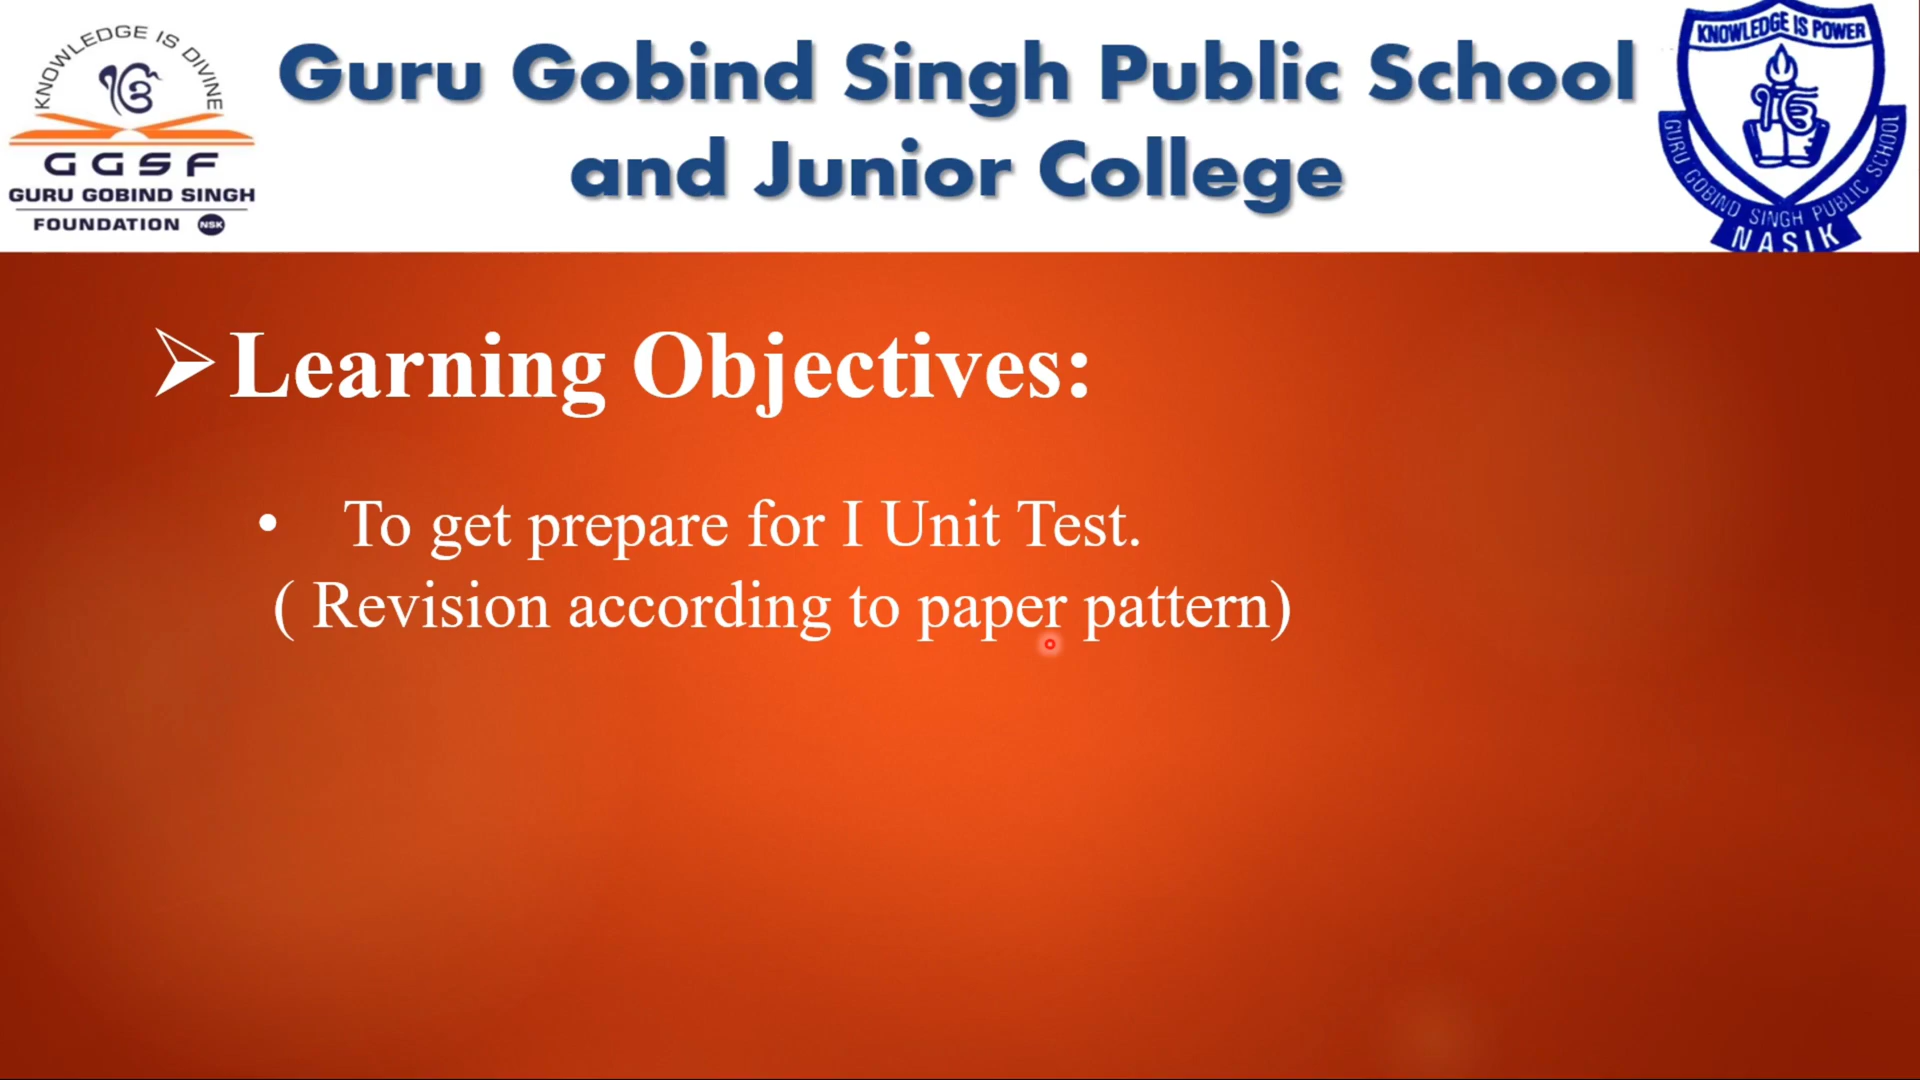 KNOWLEDGE IS DIVINE
ੴ
GGSF
GURU GOBIND SINGH
FOUNDATION NSK
Guru Gobind Singh Public School
and Junior College
KNOWLEDGE IS POWER
ੴ
GURU GOBIND SINGH PUBLIC SCHOOL
NASIK
Learning Objectives:
• To get prepare for I Unit Test.
( Revision according to paper pattern)